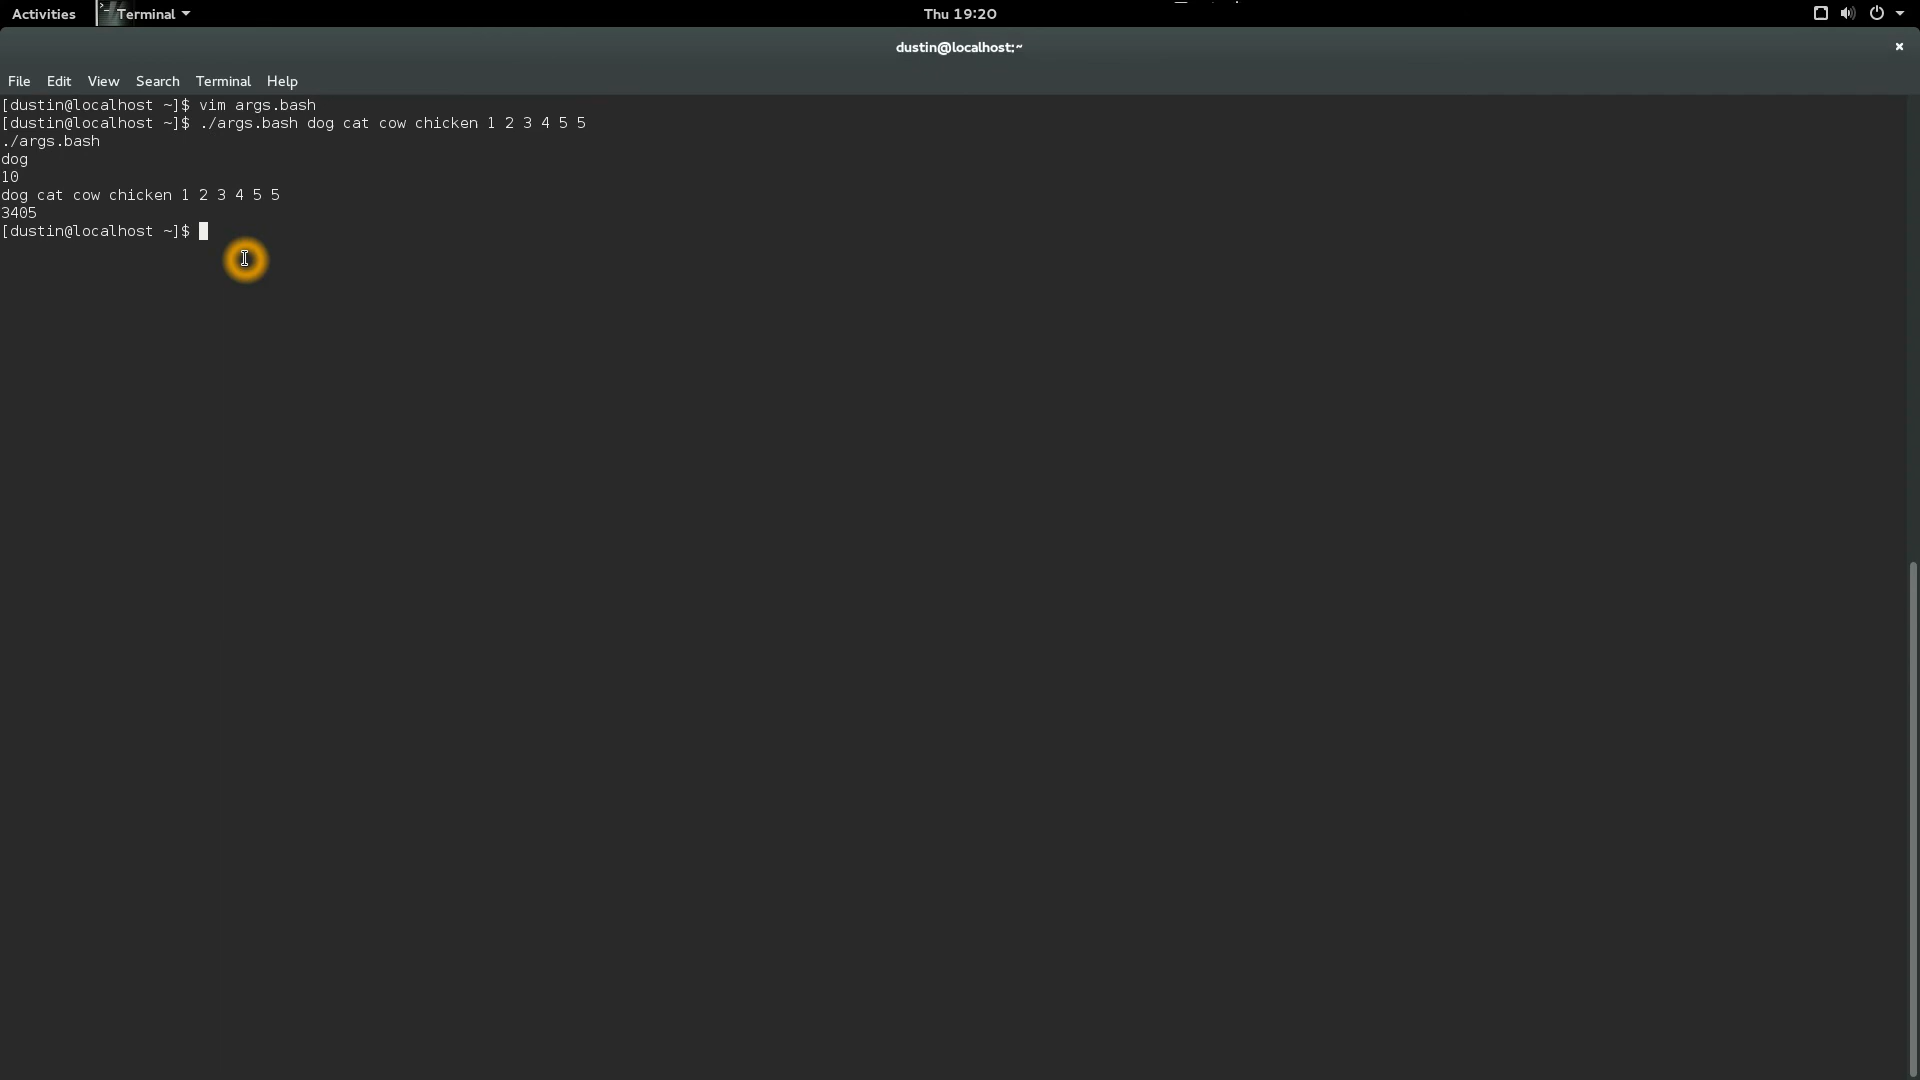 Activities Terminal Thu 19:20
dustin@localhost:~
File Edit View Search Terminal Help
[dustin@localhost ~]$ vim args.bash
[dustin@localhost ~]$ ./args.bash dog cat cow chicken 1 2 3 4 5 5
./args.bash
dog
10
dog cat cow chicken 1 2 3 4 5 5
3405
[dustin@localhost ~]$